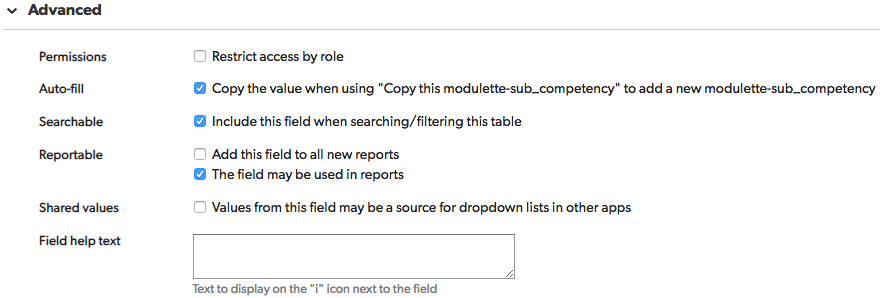 Advanced
Permissions Restrict access by role
Auto-fill Copy the value when using "Copy this modulette-sub_competency" to add a new modulette-sub_competency
Searchable Include this field when searching/filtering this table
Reportable Add this field to all new reports
The field may be used in reports
Shared values Values from this field may be a source for dropdown lists in other apps
Field help text
Text to display on the "i" icon next to the field